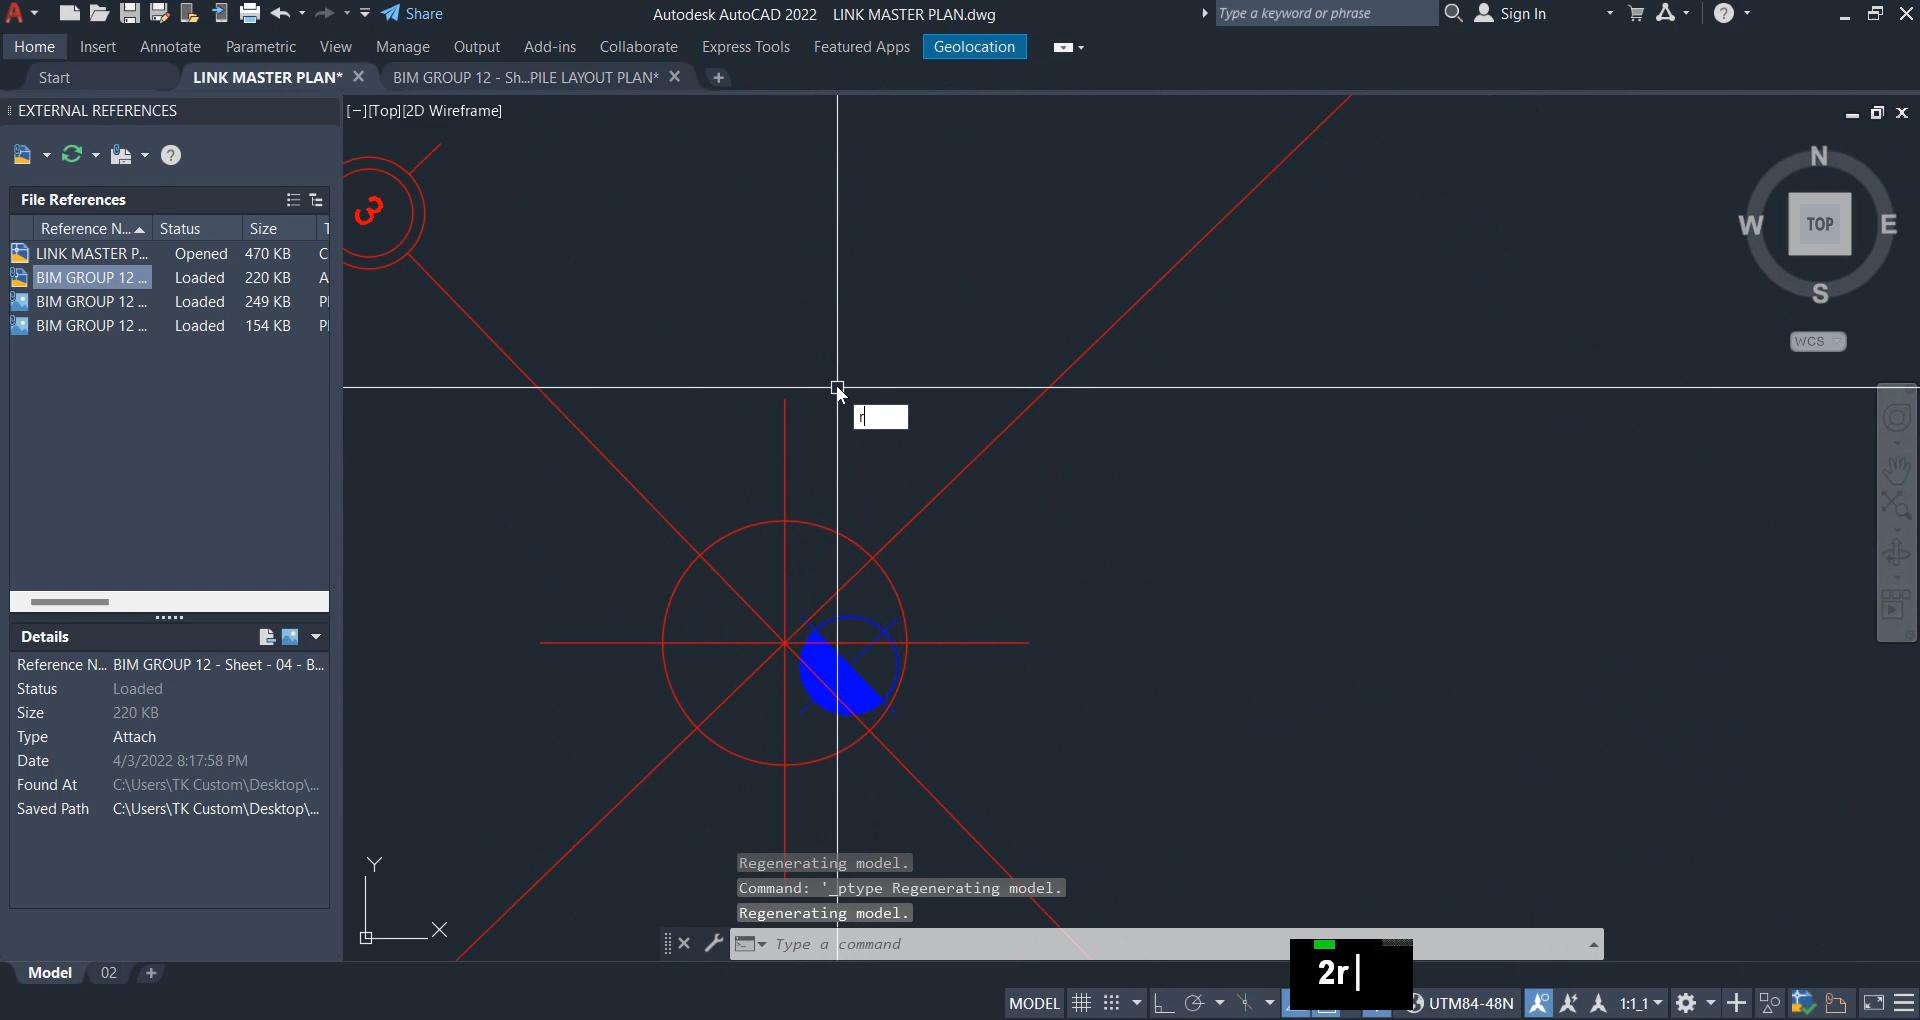 Share
Autodesk AutoCAD 2022 LINK MASTER PLAN.dwg
Type a keyword or phrase
Sign In
Home Insert Annotate Parametric View Manage Output Add-ins Collaborate Express Tools Featured Apps Geolocation
Start
LINK MASTER PLAN*
BIM GROUP 12 - Sh...PILE LAYOUT PLAN*
EXTERNAL REFERENCES
[−][Top][2D Wireframe]
File References
Reference N... Status Size T
LINK MASTER P... Opened 470 KB C
BIM GROUP 12 ... Loaded 220 KB A
BIM GROUP 12 ... Loaded 249 KB P
BIM GROUP 12 ... Loaded 154 KB P
3
N
W TOP E
S
WCS
r
Details
Reference N... BIM GROUP 12 - Sheet - 04 - B...
Status Loaded
Size 220 KB
Type Attach
Date 4/3/2022 8:17:58 PM
Found At C:\Users\TK Custom\Desktop\...
Saved Path C:\Users\TK Custom\Desktop\...
Y
X
Regenerating model.
Command: '_ptype Regenerating model.
Regenerating model.
Type a command
2r
Model 02
MODEL
UTM84-48N
1:1_1